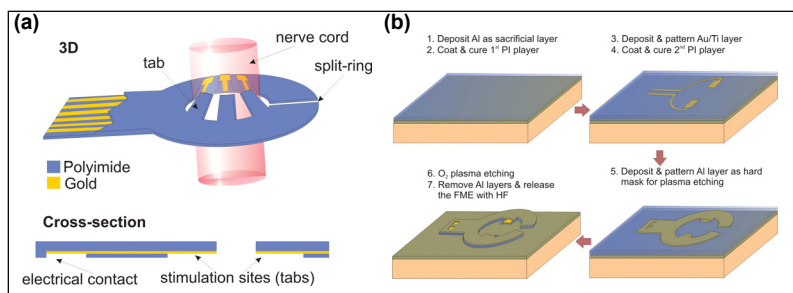 (a)
3D
nerve cord
tab
split-ring
Polyimide
Gold
Cross-section
electrical contact
stimulation sites (tabs)
(b)
1. Deposit Al as sacrificial layer
2. Coat & cure 1st PI player
3. Deposit & pattern Au/Ti layer
4. Coat & cure 2nd PI player
5. Deposit & pattern Al layer as hard
mask for plasma etching
6. O2 plasma etching
7. Remove Al layers & release
the FME with HF